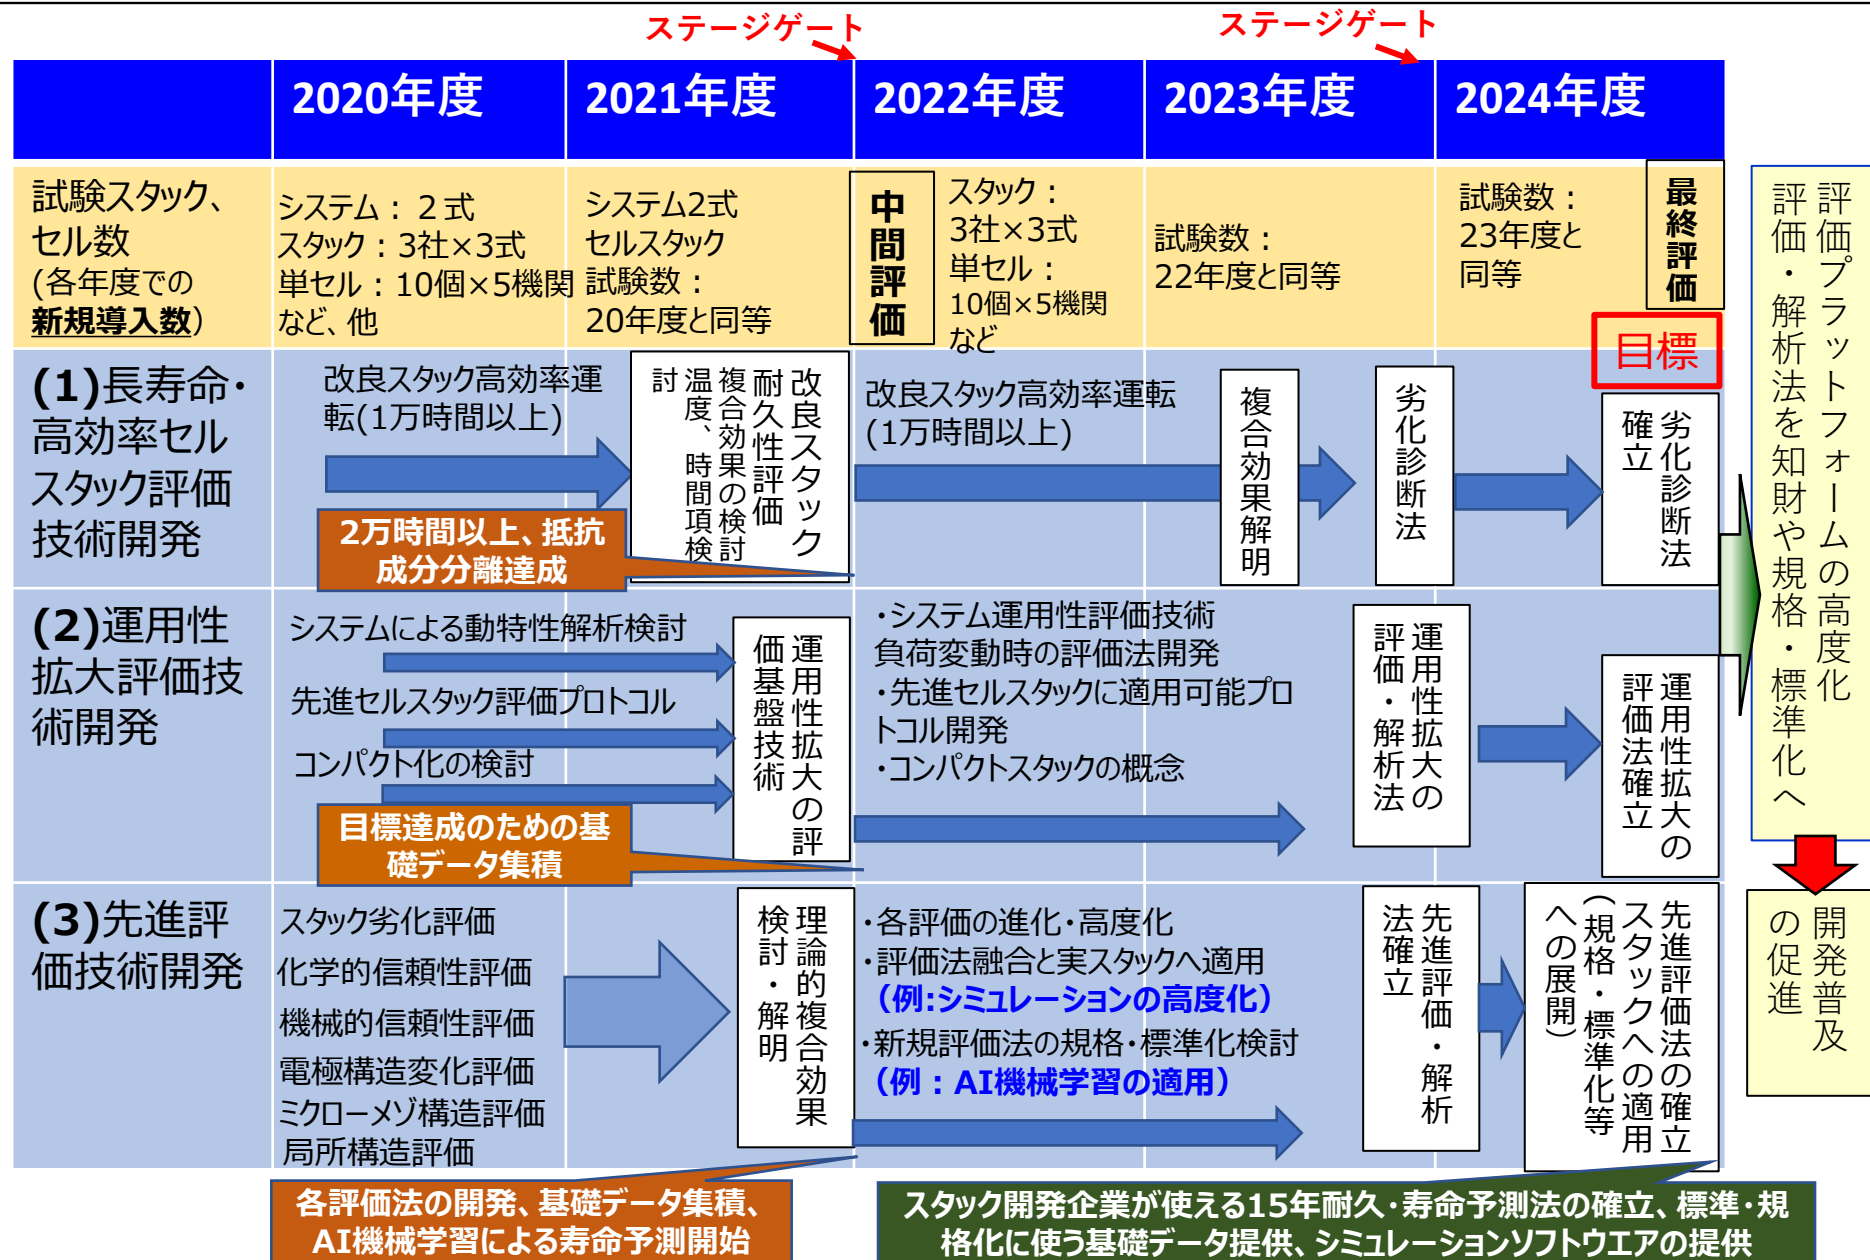 ステージゲート
ステージゲート
2020年度
2021年度
2022年度
2023年度
2024年度
試験スタック、
セル数
(各年度での
新規導入数)
システム：２式
スタック：3社×3式
単セル：10個×5機関
など、他
システム2式
セルスタック
試験数：
20年度と同等
中間評価
スタック：
3社×3式
単セル：
10個×5機関
など
試験数：
22年度と同等
試験数：
23年度と
同等
最終評価
目標
(1)長寿命・
高効率セル
スタック評価
技術開発
改良スタック高効率運
転(1万時間以上)
2万時間以上、抵抗
成分分離達成
改良スタック
耐久性評価
複合効果の検討
温度、時間項検
討
改良スタック高効率運転
(1万時間以上)
複合効果解明
劣化診断法
劣化診断法
確立
(2)運用性
拡大評価技
術開発
システムによる動特性解析検討
先進セルスタック評価プロトコル
コンパクト化の検討
目標達成のための基
礎データ集積
運用性拡大の評
価基盤技術
・システム運用性評価技術
負荷変動時の評価法開発
・先進セルスタックに適用可能プロ
トコル開発
・コンパクトスタックの概念
運用性拡大の
評価・解析法
運用性拡大の
評価法確立
(3)先進評
価技術開発
スタック劣化評価
化学的信頼性評価
機械的信頼性評価
電極構造変化評価
ミクローメゾ構造評価
局所構造評価
理論的複合効果
検討・解明
・各評価の進化・高度化
・評価法融合と実スタックへ適用
（例:シミュレーションの高度化）
・新規評価法の規格・標準化検討
（例：AI機械学習の適用）
先進評価・解析
法確立
先進評価法の確立
スタックへの適用
（規格・標準化等
への展開）
各評価法の開発、基礎データ集積、
AI機械学習による寿命予測開始
スタック開発企業が使える15年耐久・寿命予測法の確立、標準・規
格化に使う基礎データ提供、シミュレーションソフトウエアの提供
評価プラットフォームの高度化
評価・解析法を知財や規格・標準化へ
開発普及
の促進